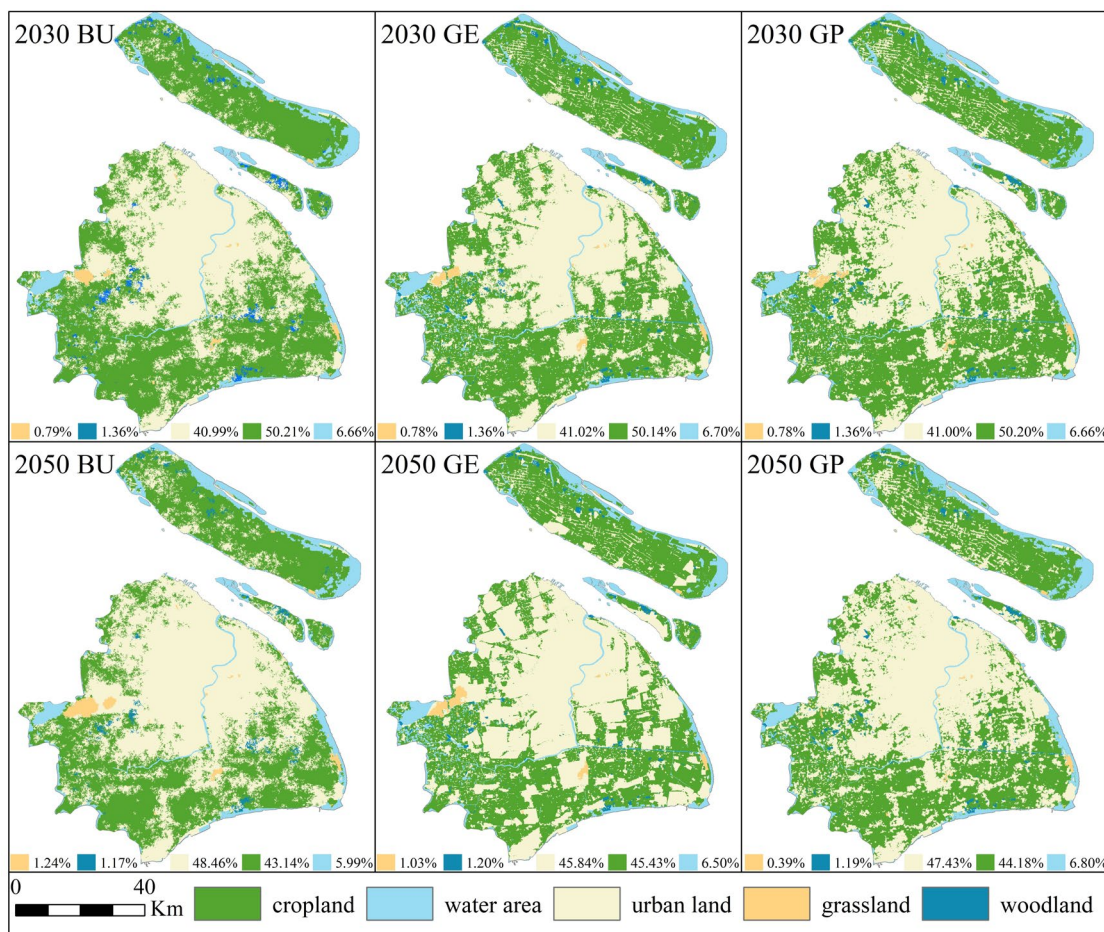 2030 BU
2030 GE
2030 GP
0.79% 1.36% 40.99% 50.21% 6.66%
0.78% 1.36% 41.02% 50.14% 6.70%
0.78% 1.36% 41.00% 50.20% 6.66%
2050 BU
2050 GE
2050 GP
1.24% 1.17% 48.46% 43.14% 5.99%
1.03% 1.20% 45.84% 45.43% 6.50%
0.39% 1.19% 47.43% 44.18% 6.80%
0 40
Km
cropland
water area
urban land
grassland
woodland